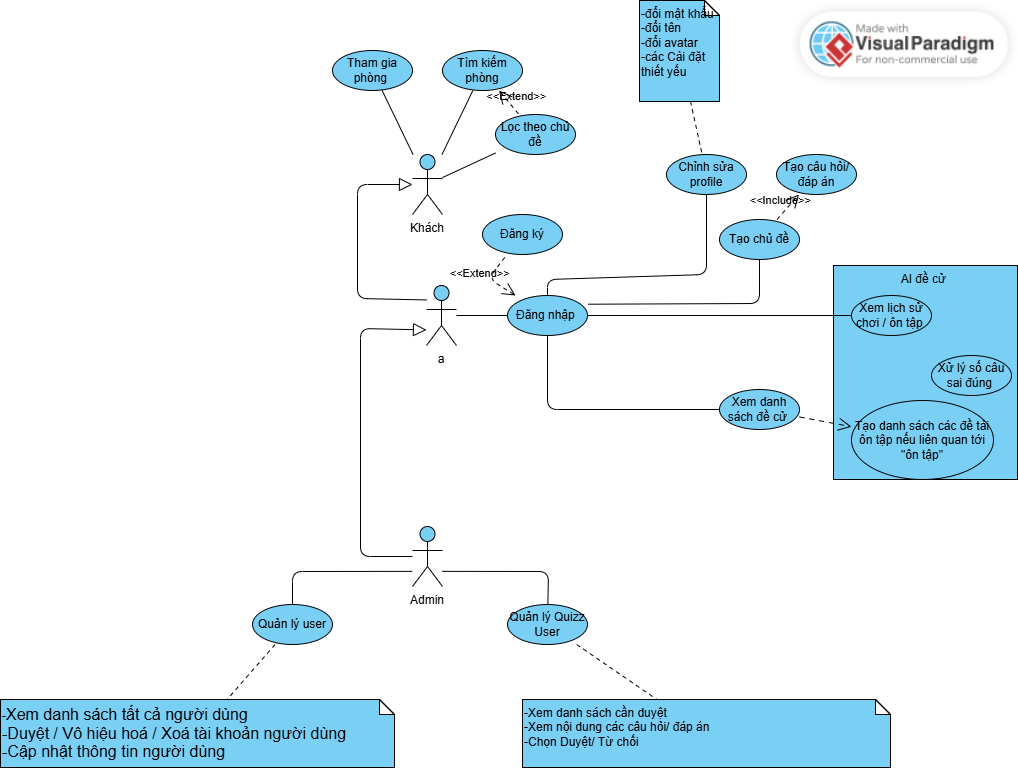 -đổi mật khẩu
-đổi tên
-đổi avatar
-các Cài đặt
thiết yếu
Made with
Visual Paradigm
For non-commercial use
Tham gia
phòng
Tìm kiếm
phòng
<<Extend>>
Lọc theo chủ
đề
Khách
Chỉnh sửa
profile
Tạo câu hỏi/
đáp án
<<Include>>
Tạo chủ đề
Đăng ký
<<Extend>>
Đăng nhập
a
AI đề cử
Xem lịch sử
chơi / ôn tập
Xử lý số câu
sai đúng
Xem danh
sách đề cử
Tạo danh sách các đề tài
ôn tập nếu liên quan tới
"ôn tập"
Admin
Quản lý user
Quản lý Quizz
User
-Xem danh sách tất cả người dùng
-Duyệt / Vô hiệu hoá / Xoá tài khoản người dùng
-Cập nhật thông tin người dùng
-Xem danh sách cần duyệt
-Xem nội dung các câu hỏi/ đáp án
-Chọn Duyệt/ Từ chối